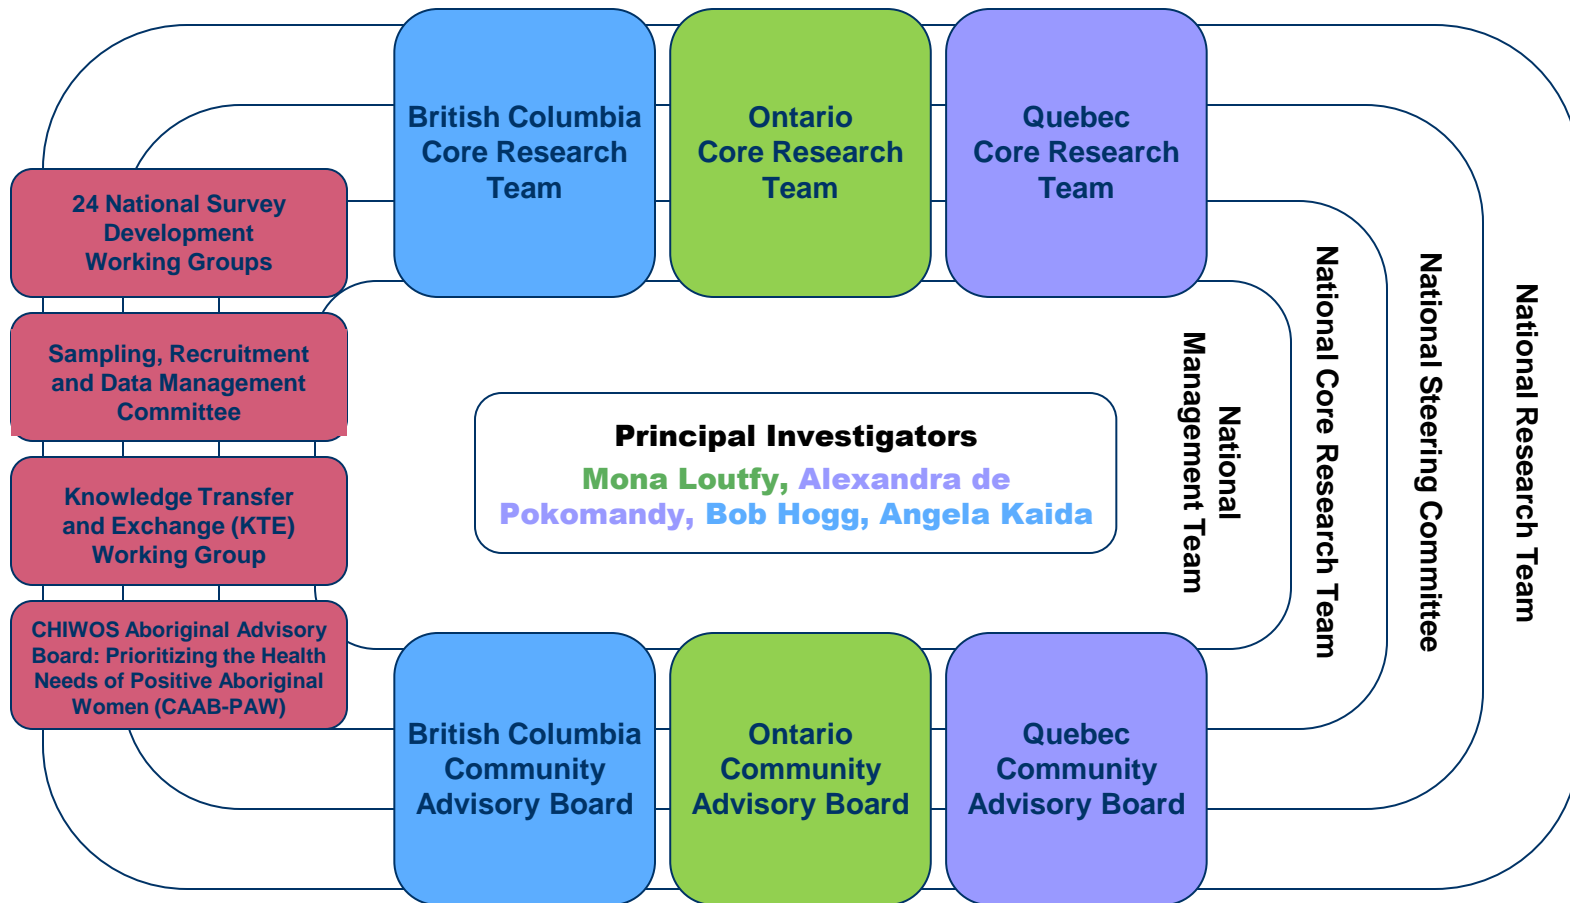 British Columbia
Core Research
Team
Ontario
Core Research
Team
Quebec
Core Research
Team
24 National Survey
Development
Working Groups
Sampling, Recruitment
and Data Management
Committee
Knowledge Transfer
and Exchange (KTE)
Working Group
CHIWOS Aboriginal Advisory
Board: Prioritizing the Health
Needs of Positive Aboriginal
Women (CAAB-PAW)
Principal Investigators
Mona Loutfy, Alexandra de
Pokomandy, Bob Hogg, Angela Kaida
National
Management Team
National Core Research Team
National Steering Committee
National Research Team
British Columbia
Community
Advisory Board
Ontario
Community
Advisory Board
Quebec
Community
Advisory Board